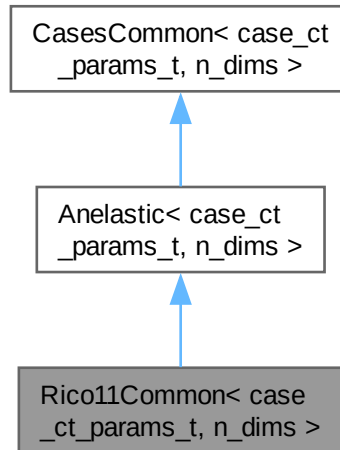 CasesCommon< case_ct
_params_t, n_dims >
Anelastic< case_ct
_params_t, n_dims >
Rico11Common< case
_ct_params_t, n_dims >